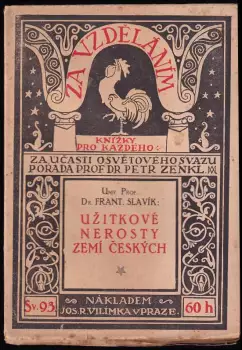 ZA VZDĚLÁNÍM
KNÍŽKY
PRO KAŽDÉHO:
ZA ÚČASTI OSVĚTOVÉHO SVAZU
POŘÁDÁ PROF. DR. PETR ZENKL
UNIV. PROF.
DR. FRANT. SLAVÍK:
UŽITKOVÉ
NEROSTY
ZEMÍ ČESKÝCH
Sv. 93
NÁKLADEM
JOS. R. VILÍMKA V PRAZE.
60 h